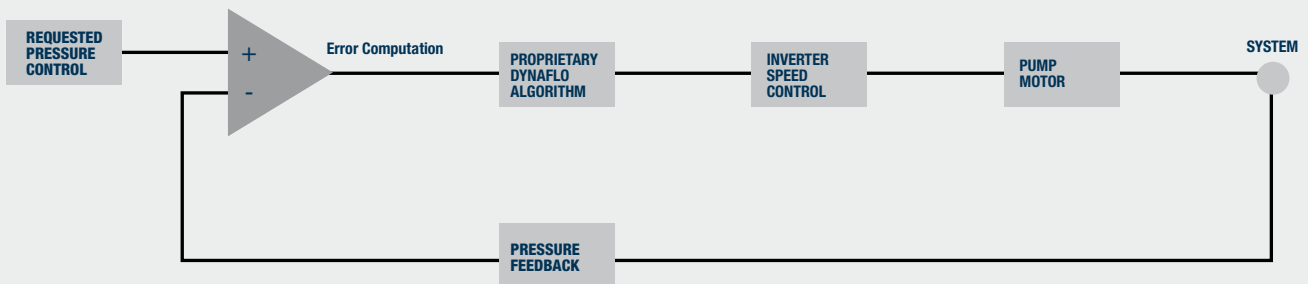 REQUESTED
PRESSURE
CONTROL
+
-
Error Computation
PROPRIETARY
DYNAFLO
ALGORITHM
INVERTER
SPEED
CONTROL
PUMP
MOTOR
SYSTEM
PRESSURE
FEEDBACK